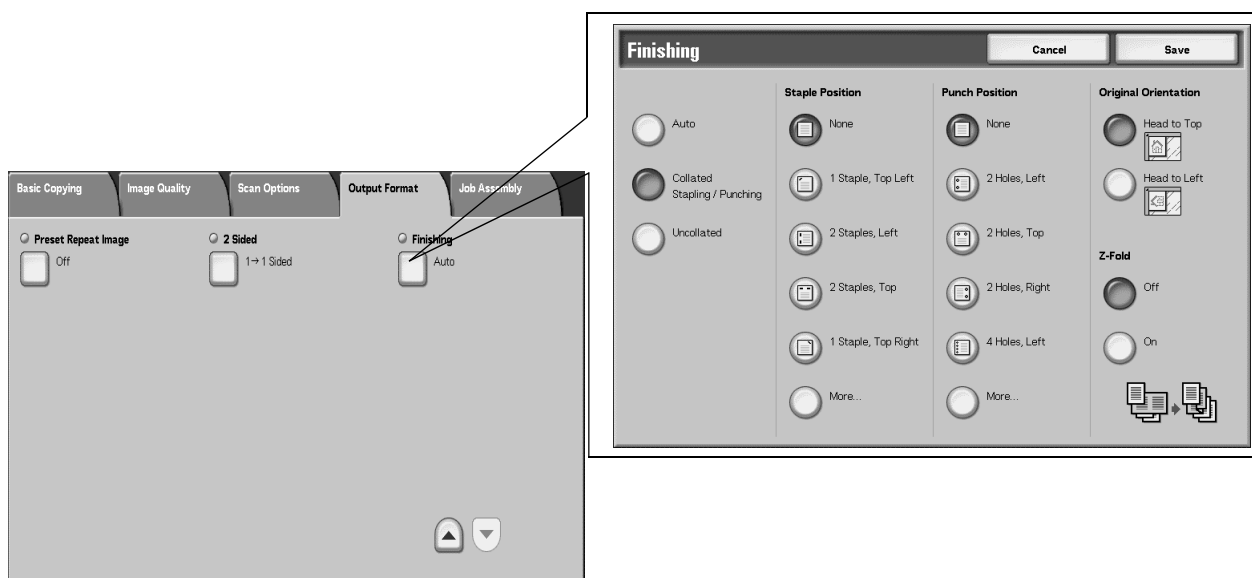 Basic Copying
Image Quality
Scan Options
Output Format
Job Assembly
Preset Repeat Image
Off
2 Sided
1→1 Sided
Finishing
Auto
Finishing
Cancel
Save
Auto
Collated
Stapling / Punching
Uncollated
Staple Position
None
1 Staple, Top Left
2 Staples, Left
2 Staples, Top
1 Staple, Top Right
More...
Punch Position
None
2 Holes, Left
2 Holes, Top
2 Holes, Right
4 Holes, Left
More...
Original Orientation
Head to Top
Head to Left
Z-Fold
Off
On